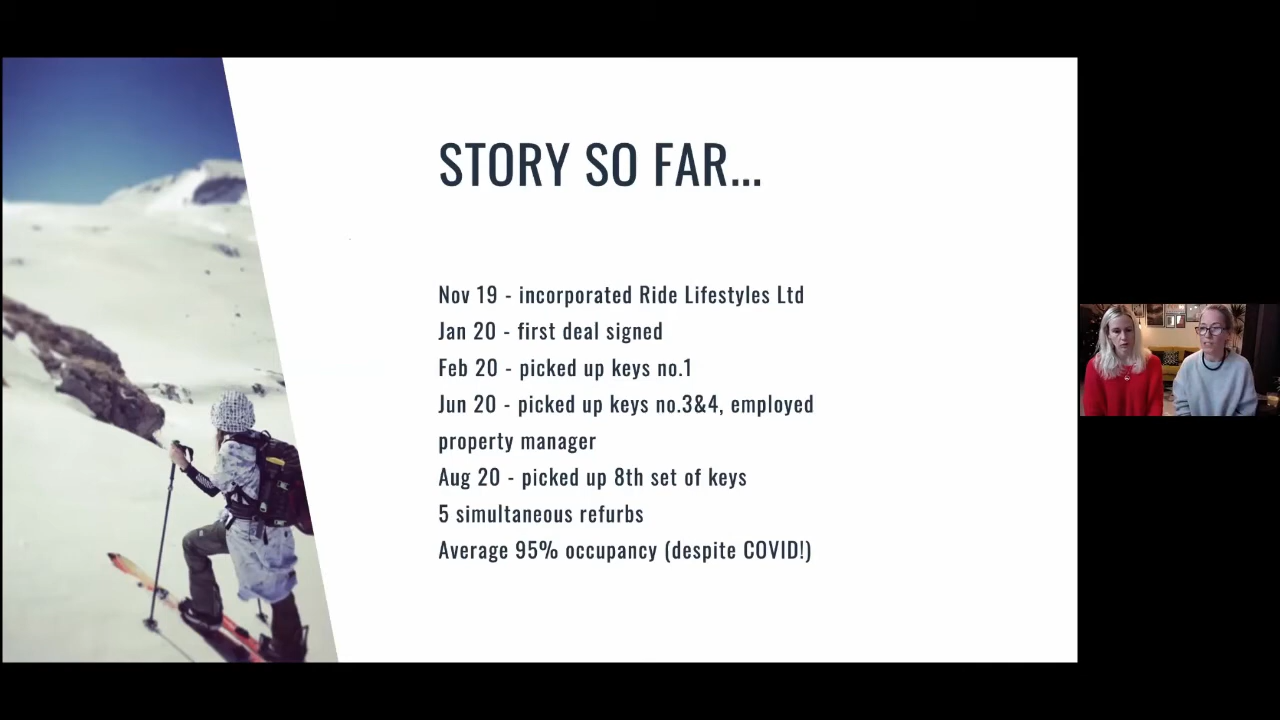 STORY SO FAR...
Nov 19 - incorporated Ride Lifestyles Ltd
Jan 20 - first deal signed
Feb 20 - picked up keys no.1
Jun 20 - picked up keys no.3&4, employed
property manager
Aug 20 - picked up 8th set of keys
5 simultaneous refurbs
Average 95% occupancy (despite COVID!)